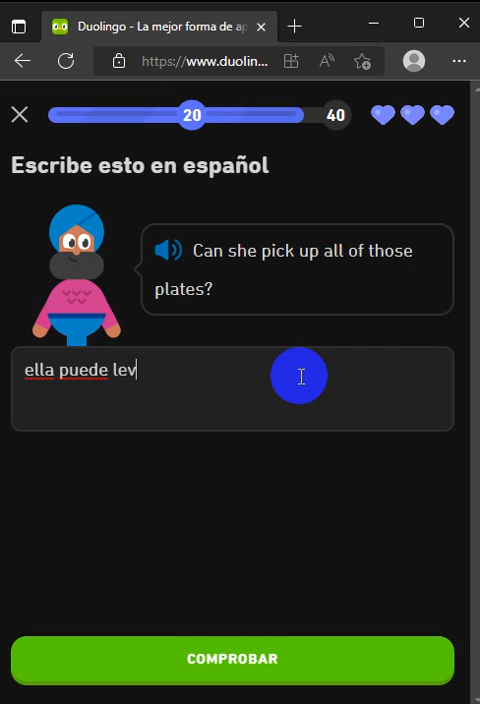 Duolingo - La mejor forma de ap
https://www.duolin...
20
40
Escribe esto en español
Can she pick up all of those
plates?
ella puede lev
COMPROBAR